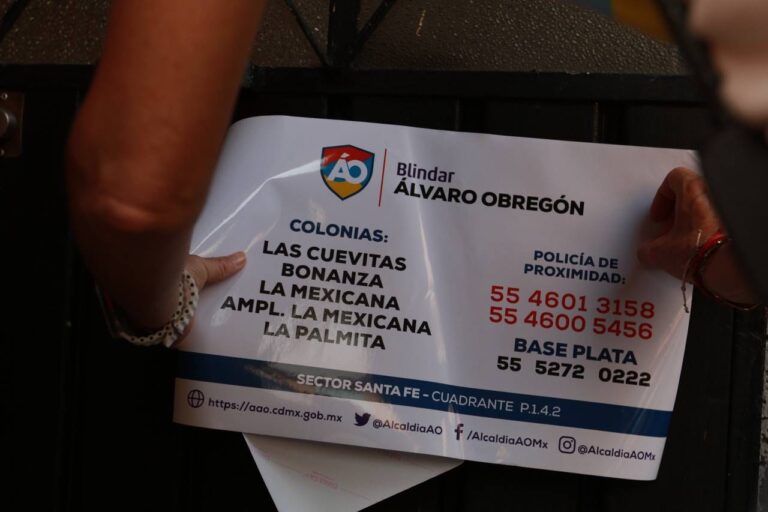 ÁO
Blindar
ÁLVARO OBREGÓN
COLONIAS:
LAS CUEVITAS
BONANZA
LA MEXICANA
AMPL. LA MEXICANA
LA PALMITA
POLICÍA DE
PROXIMIDAD:
55 4601 3158
55 4600 5456
BASE PLATA
55 5272 0222
SECTOR SANTA FE - CUADRANTE P.1.4.2
https://aao.cdmx.gob.mx @AlcaldiaAO /AlcaldiaAOMx @AlcaldiaAOMx